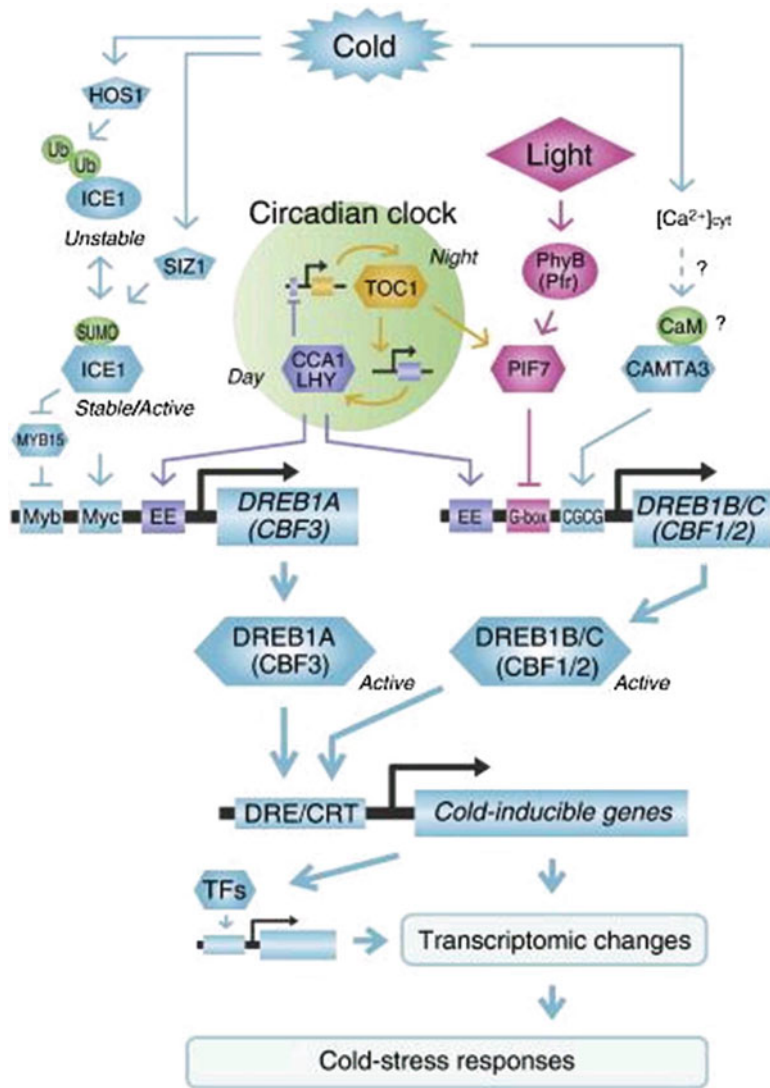 Cold
HOS1
Ub
Ub
ICE1
Unstable
SIZ1
SUMO
ICE1
Stable/Active
MYB15
Circadian clock
Night
TOC1
CCA1
LHY
Day
Light
PhyB
(Pfr)
PIF7
[Ca²⁺]cyt
?
CaM ?
CAMTA3
Myb Myc EE
DREB1A
(CBF3)
EE G-box CGCG
DREB1B/C
(CBF1/2)
DREB1A
(CBF3)
Active
DREB1B/C
(CBF1/2)
Active
DRE/CRT
Cold-inducible genes
TFs
Transcriptomic changes
Cold-stress responses